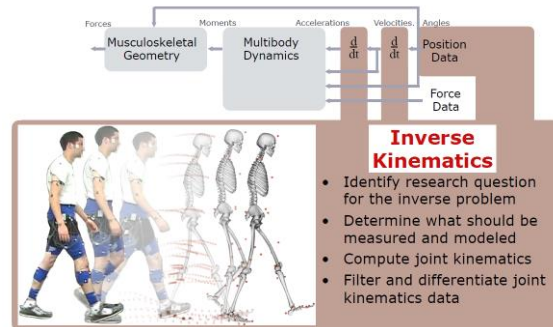 Forces
Moments
Accelerations
Velocities.
Angles
Musculoskeletal
Geometry
Multibody
Dynamics
d
dt
d
dt
Position
Data
Force
Data
Inverse
Kinematics
• Identify research question
for the inverse problem
• Determine what should be
measured and modeled
• Compute joint kinematics
• Filter and differentiate joint
kinematics data